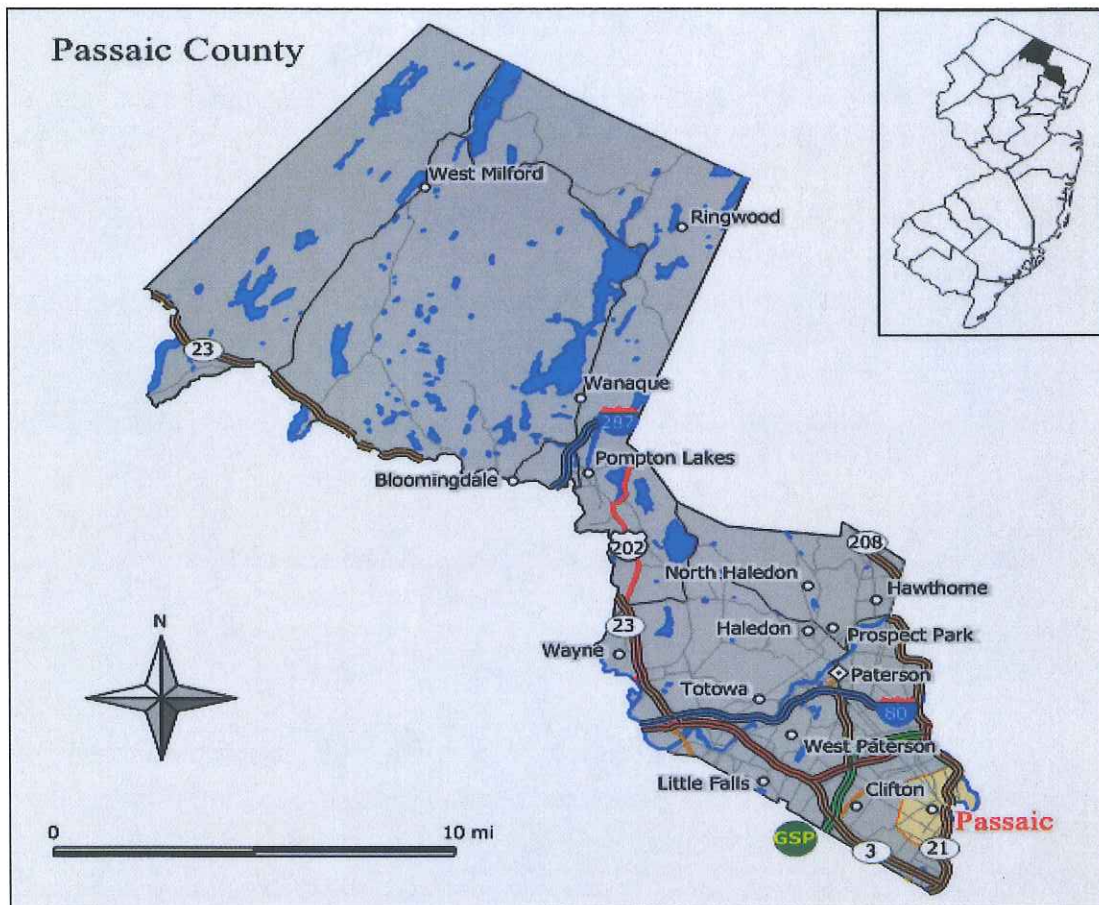 Passaic County
West Milford
Ringwood
23
Wanaque
287
Pompton Lakes
Bloomingdale
202
208
North Haledon
Hawthorne
N
23
Haledon
Prospect Park
Wayne
Paterson
Totowa
80
West Paterson
Little Falls
Clifton
Passaic
0
10 mi
GSP
3
21